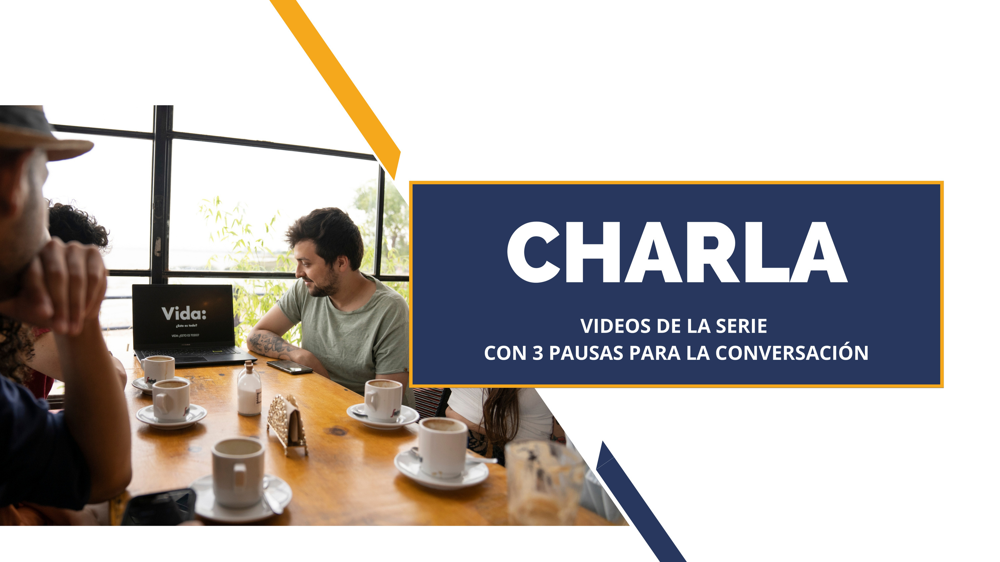 Vida:
¿Esto es todo?
VIDA: ¿ESTO ES TODO?
CHARLA
VIDEOS DE LA SERIE
CON 3 PAUSAS PARA LA CONVERSACIÓN